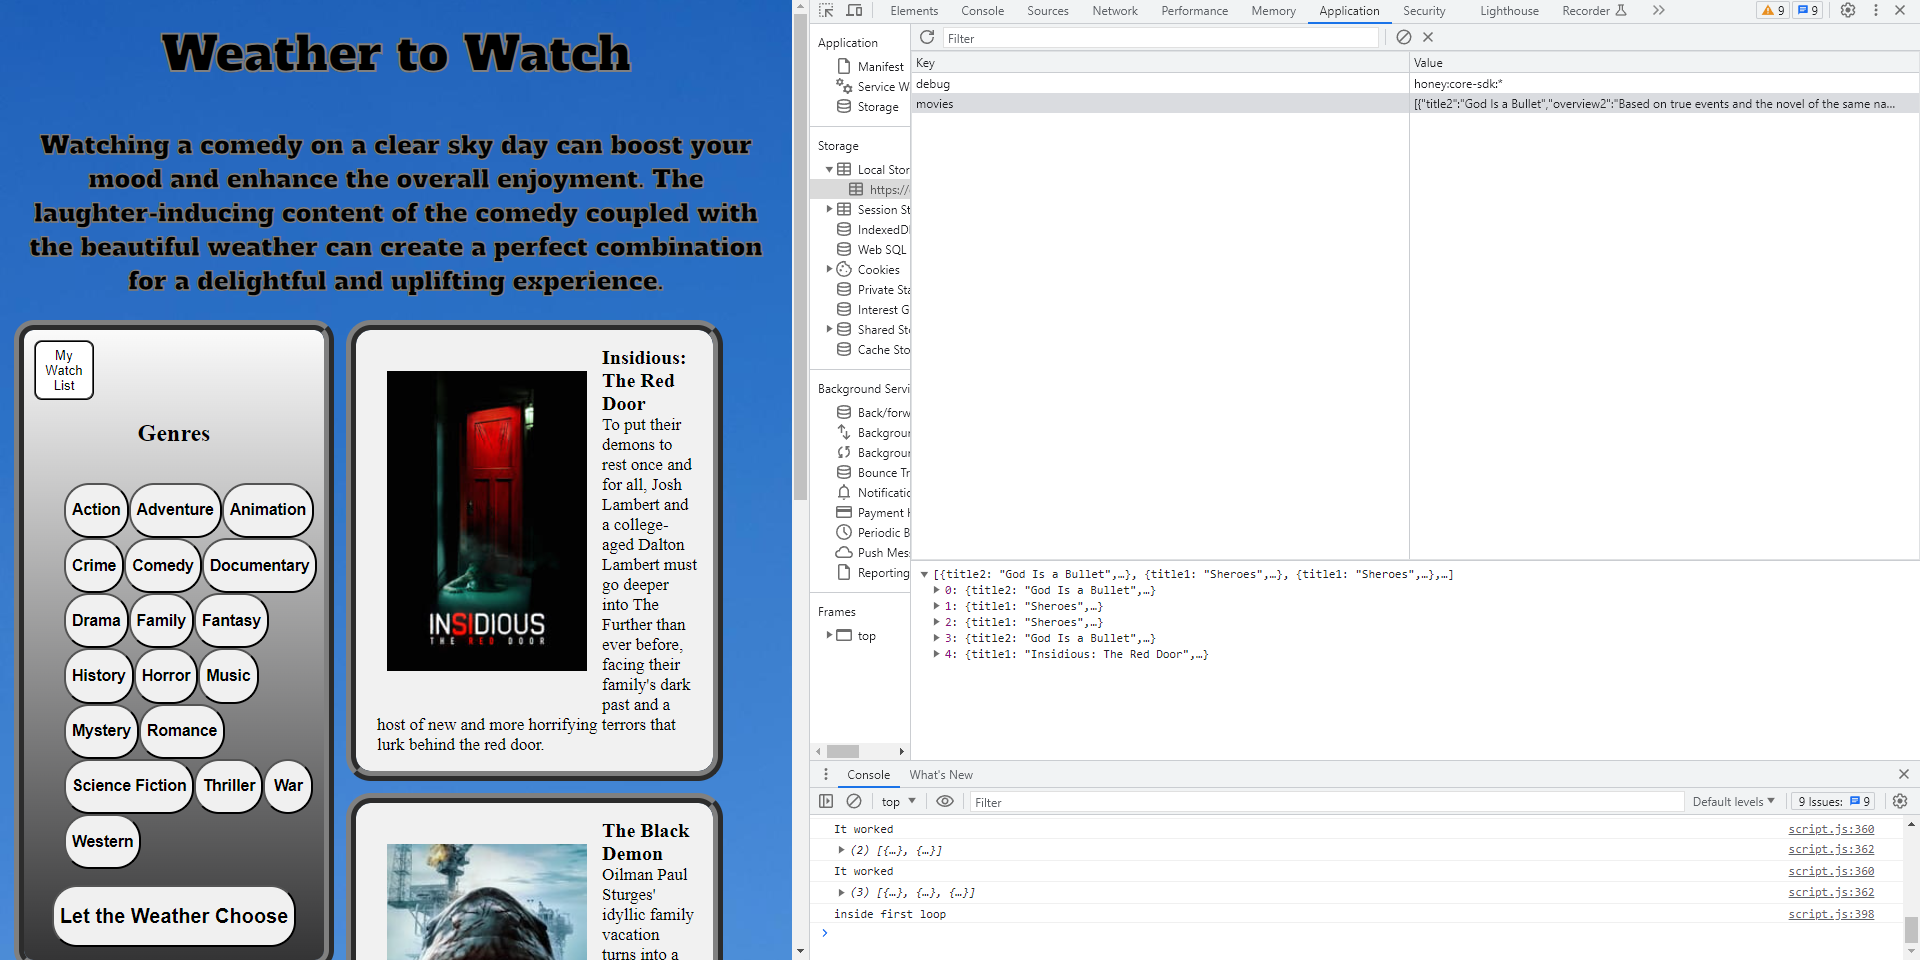 Weather to Watch
Watching a comedy on a clear sky day can boost your
mood and enhance the overall enjoyment. The
laughter-inducing content of the comedy coupled with
the beautiful weather can create a perfect combination
for a delightful and uplifting experience.
My
Watch
List
Genres
Action Adventure Animation
Crime Comedy Documentary
Drama Family Fantasy
History Horror Music
Mystery Romance
Science Fiction Thriller War
Western
Let the Weather Choose
INSIDIOUS
THE RED DOOR
Insidious:
The Red
Door
To put their
demons to
rest once and
for all, Josh
Lambert and
a college-
aged Dalton
Lambert must
go deeper
into The
Further than
ever before,
facing their
family's dark
past and a
host of new and more horrifying terrors that
lurk behind the red door.
The Black
Demon
Oilman Paul
Sturges'
idyllic family
vacation
turns into a
Elements Console Sources Network Performance Memory Application Security Lighthouse Recorder 9 9
Application
Manifest
Service W
Storage
Storage
Local Stor
https://
Session St
IndexedD
Web SQL
Cookies
Private Sta
Interest G
Shared Sto
Cache Sto
Background Servi
Back/forw
Backgrour
Backgrour
Bounce Tr
Notificatio
Payment H
Periodic B
Push Mess
Reporting
Frames
top
Filter
Key Value
debug honey:core-sdk:*
movies [{"title2":"God Is a Bullet","overview2":"Based on true events and the novel of the same na...
[{title2: "God Is a Bullet",…}, {title1: "Sheroes",…}, {title1: "Sheroes",…},…]
0: {title2: "God Is a Bullet",…}
1: {title1: "Sheroes",…}
2: {title1: "Sheroes",…}
3: {title2: "God Is a Bullet",…}
4: {title1: "Insidious: The Red Door",…}
Console What's New
top Filter Default levels 9 Issues: 9
It worked script.js:360
(2) [{…}, {…}] script.js:362
It worked script.js:360
(3) [{…}, {…}, {…}] script.js:362
inside first loop script.js:398